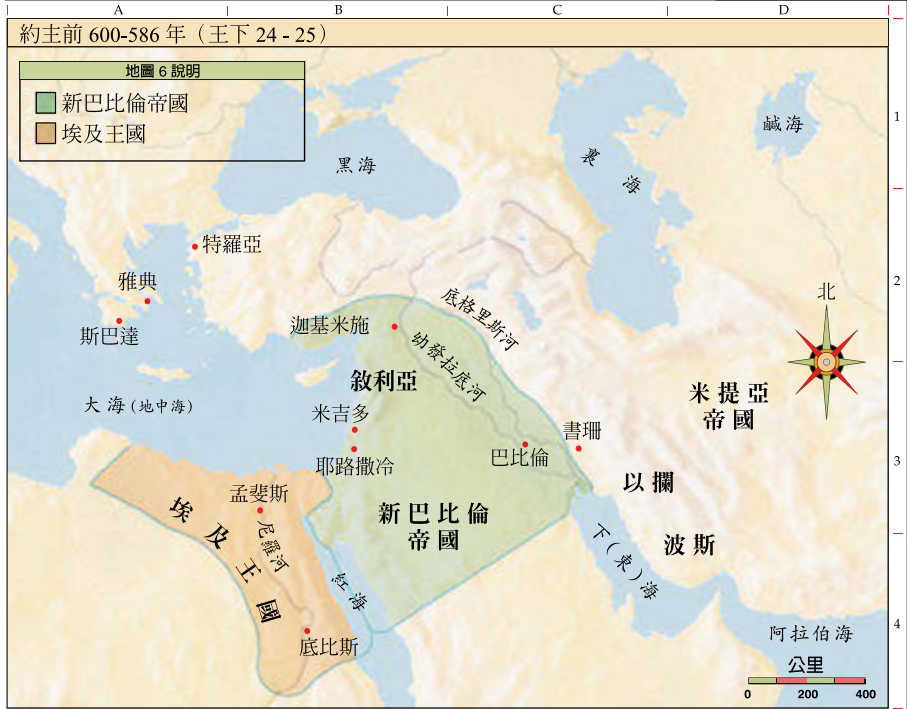 A
B
C
D
約主前 600-586 年（王下 24 - 25）
地圖 6 說明
新巴比倫帝國
埃及王國
1
鹹海
黑海
裏海
特羅亞
雅典
2
北
底格里斯河
斯巴達
迦基米施
幼發拉底河
敘利亞
米提亞
帝國
大海(地中海)
米吉多
書珊
巴比倫
3
耶路撒冷
以攔
孟斐斯
新巴比倫
帝國
埃及王國
尼羅河
下(東)海
波斯
紅海
4
阿拉伯海
底比斯
公里
0 200 400